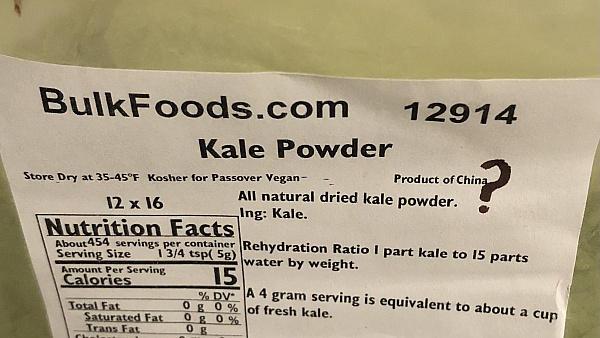 BulkFoods.com 12914
Kale Powder
Store Dry at 35-45°F Kosher for Passover Vegan- - Product of China ?
12 x 16
All natural dried kale powder.
Ing: Kale.
Nutrition Facts
About 454 servings per container
Serving Size 1 3/4 tsp( 5g)
Rehydration Ratio 1 part kale to 15 parts
water by weight.
Amount Per Serving
Calories 15
% DV*
Total Fat 0 g 0 %
Saturated Fat 0 g 0 %
Trans Fat 0 g
A 4 gram serving is equivalent to about a cup
of fresh kale.